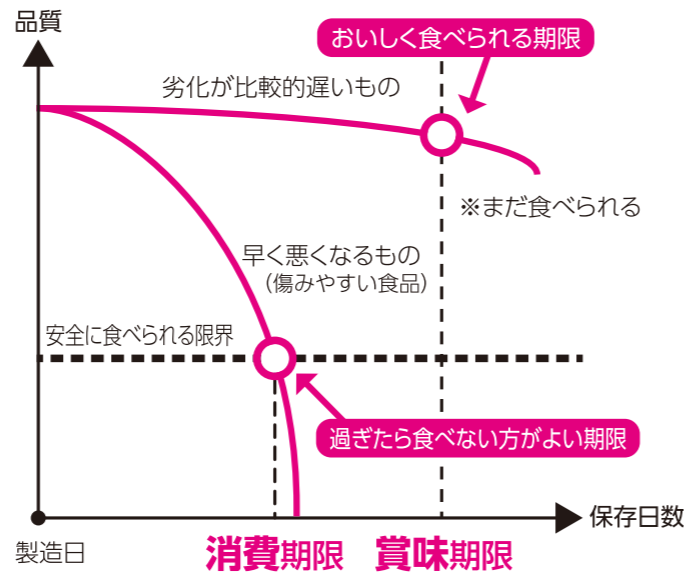 品質
おいしく食べられる期限
劣化が比較的遅いもの
※まだ食べられる
早く悪くなるもの
(傷みやすい食品)
安全に食べられる限界
過ぎたら食べない方がよい期限
保存日数
製造日
消費期限
賞味期限